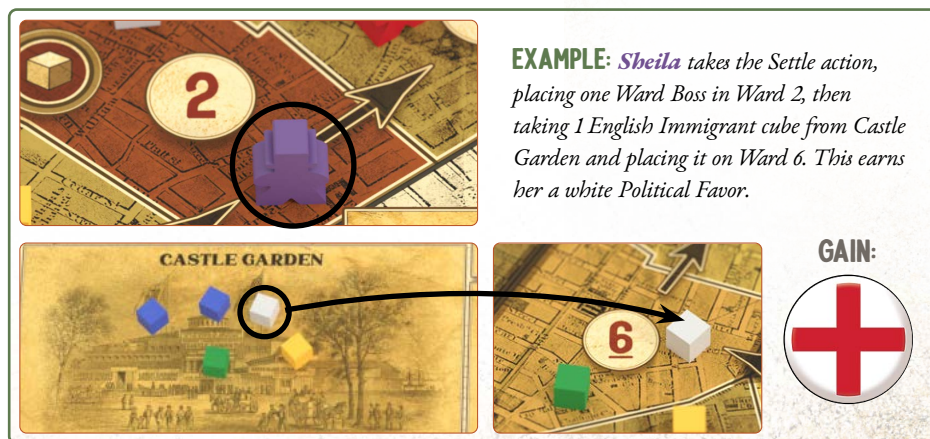 2
EXAMPLE: Sheila takes the Settle action,
placing one Ward Boss in Ward 2, then
taking 1 English Immigrant cube from Castle
Garden and placing it on Ward 6. This earns
her a white Political Favor.
CASTLE GARDEN
6
GAIN: